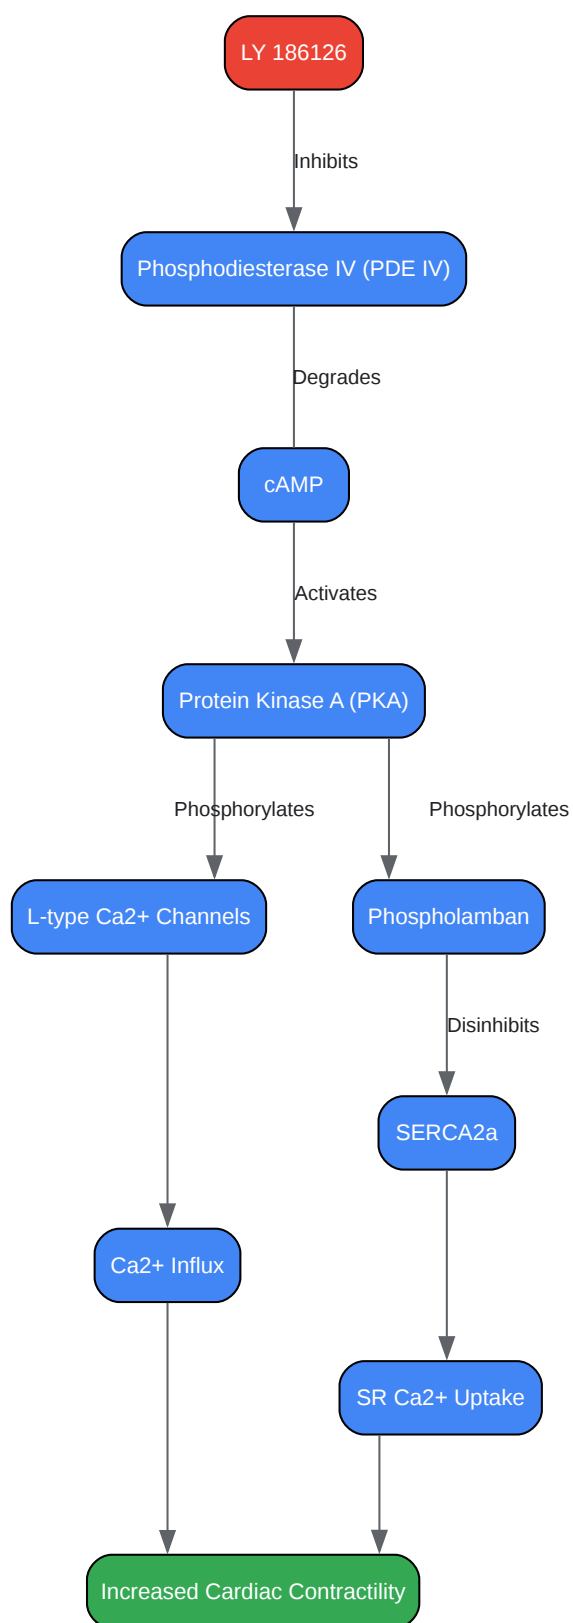 LY 186126
Inhibits
Phosphodiesterase IV (PDE IV)
Degrades
cAMP
Activates
Protein Kinase A (PKA)
Phosphorylates
Phosphorylates
L-type Ca2+ Channels
Phospholamban
Disinhibits
SERCA2a
Ca2+ Influx
SR Ca2+ Uptake
Increased Cardiac Contractility